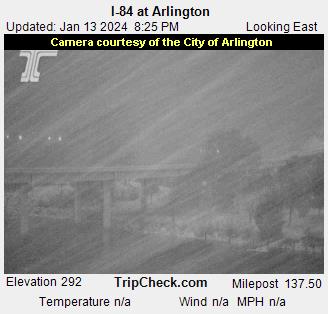 I-84 at Arlington
Updated: Jan 13 2024 8:25 PM Looking East
Camera courtesy of the City of Arlington
Elevation 292 TripCheck.com Milepost 137.50
Temperature n/a Wind n/a MPH n/a